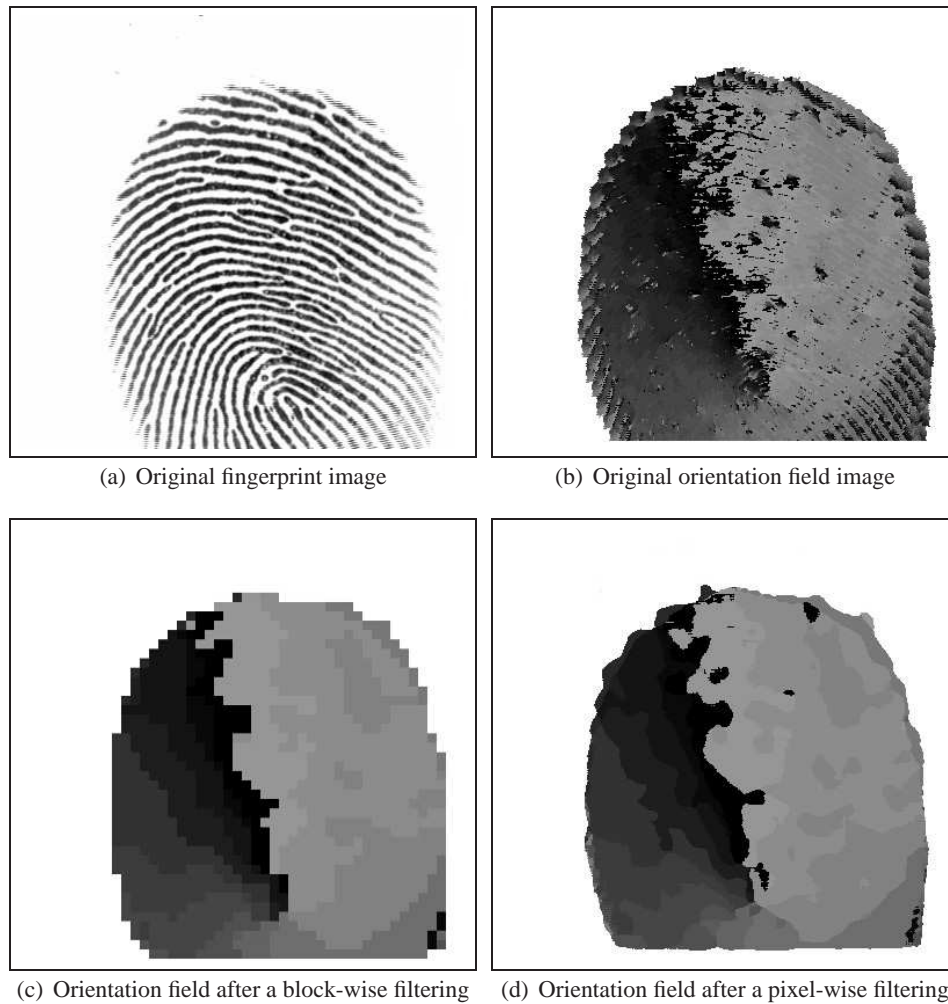 (a) Original fingerprint image
(b) Original orientation field image
(c) Orientation field after a block-wise filtering
(d) Orientation field after a pixel-wise filtering